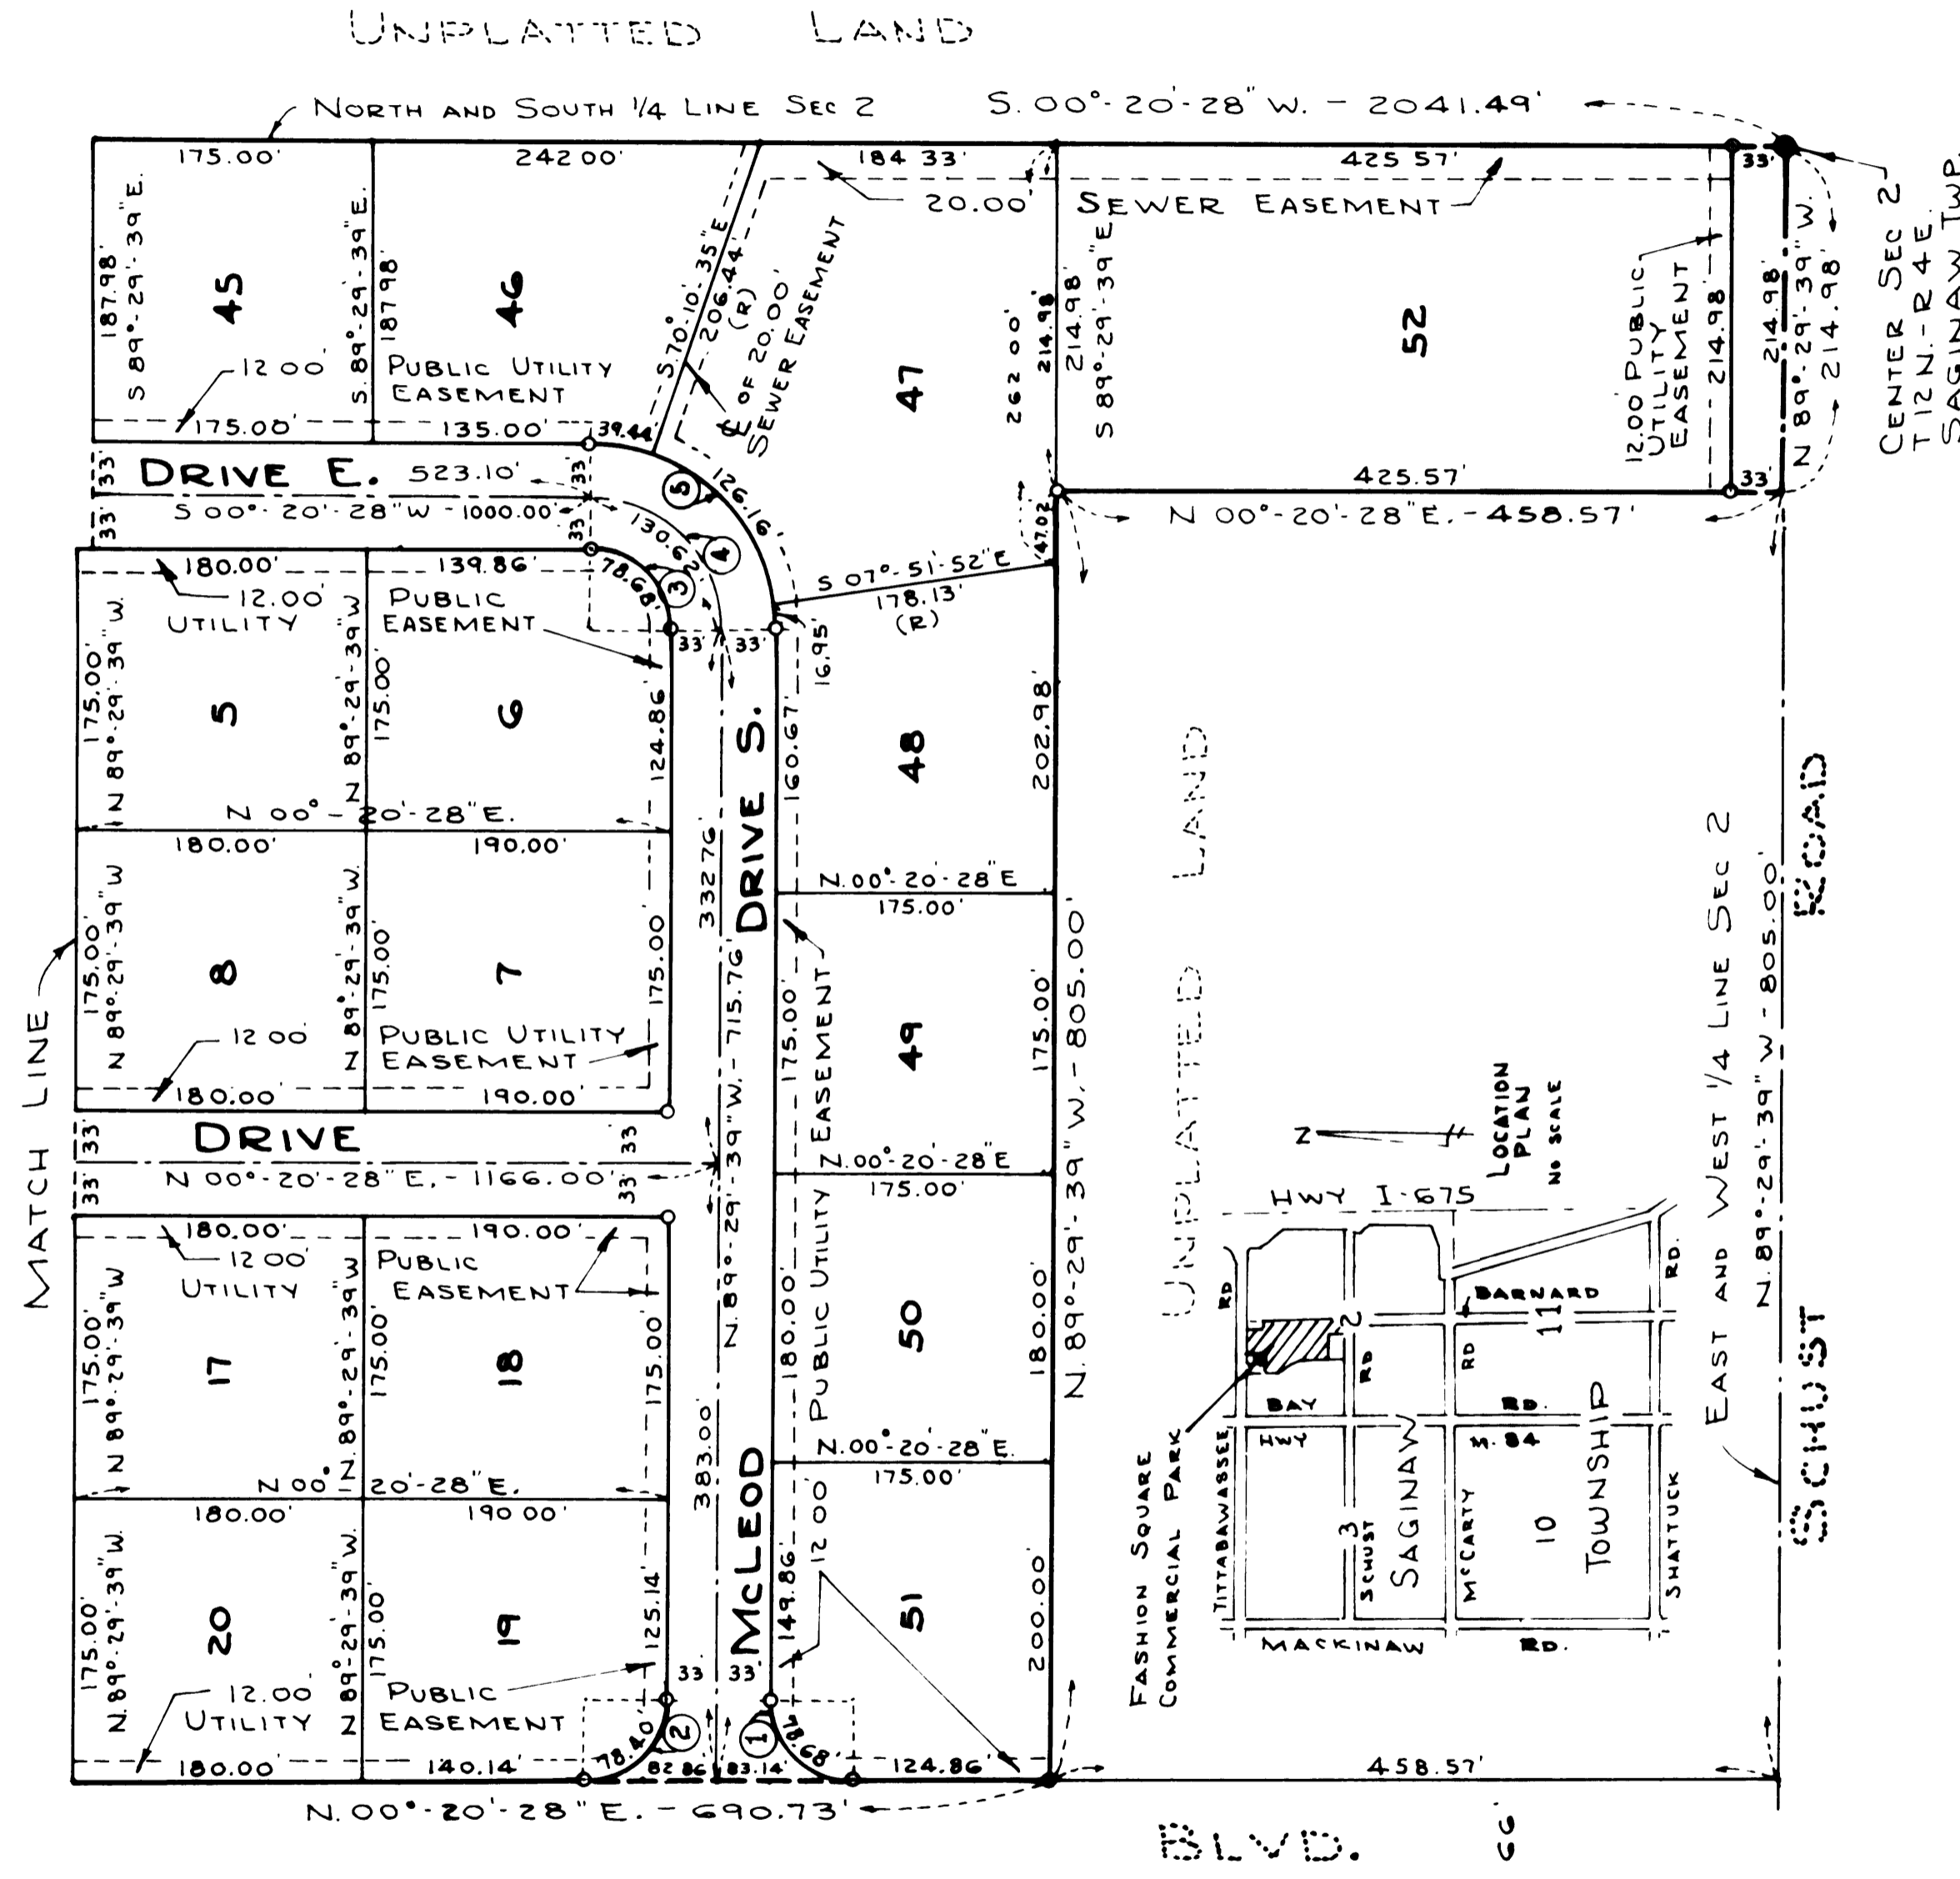 UNPLATTED LAND
NORTH AND SOUTH 1/4 LINE SEC 2
S. 00°-20'-28" W. - 2041.49'
175.00'
242 00'
184 33'
425 57'
33'
20.00'
SEWER EASEMENT
187.98'
S 89°-29'-39" E.
45
S. 89°-29'-39" E.
187 98'
46
12 00'
PUBLIC UTILITY
EASEMENT
S 70°-10'-35" E
206.44'
(R)
℄ OF 20.00'
SEWER EASEMENT
47
262 00'
214.98'
214.98'
S 89°-29'-39" E
52
12.00' PUBLIC
UTILITY
EASEMENT
214.98'
214.98'
N 89°-29'-39" W.
214.98'
CENTER SEC 2
T12 N.-R 4 E.
SAGINAW TWP.
175.00'
135.00'
39.44'
126.16'
5
DRIVE E.
523.10'
33'
33'
33'
33'
S 00°-20'-28" W -1000.00'
130.62'
4
425.57'
33'
N 00°-20'-28" E. - 458.57'
47.02
180.00'
139.86'
78.68'
3
12.00'
UTILITY
PUBLIC
EASEMENT
S 07°-51'-52" E
178.13'
(R)
33'
33'
16.95'
175.00'
N 89°-29'-39" W.
5
N 89°-29'-39" W
175.00'
6
124.86'
N 00°-20'-28" E.
332 76'
DRIVE S.
160.67'
48
202.98'
N. 00°-20'-28" E
175.00'
180.00'
190.00'
175.00'
N 89°-29'-39" W
8
N 89°-29'-39" W.
175.00'
7
175.00'
12 00'
PUBLIC UTILITY
EASEMENT
180.00'
190.00'
MATCH LINE
N. 89°-29'-39" W. - 715.76'
175.00'
PUBLIC UTILITY EASEMENT
49
175.00'
N. 89°-29'-39" W. - 805.00'
N. 00°-20'-28" E
175.00'
33'
33'
DRIVE
33'
33'
N 00°-20'-28" E. - 1166.00'
180.00'
190.00'
12 00'
UTILITY
PUBLIC
EASEMENT
175.00'
N 89°-29'-39" W
17
N. 89°-29'-39" W
175.00'
18
175.00'
N 00° 20'-28" E.
383.00'
180.00'
50
180.00'
N. 00°-20'-28" E.
175.00'
180.00'
190 00'
175.00'
N. 89°-29'-39" W.
20
N 89°-29'-39" W.
175.00'
19
125.14'
12.00'
UTILITY
PUBLIC
EASEMENT
33'
33'
McLEOD
149.86'
12 00'
51
200.00'
180.00'
140.14'
78.40'
2
82 86'
83.14'
1
78.68'
124.86'
458.57'
N. 00°-20'-28" E. - 690.73'
BLVD.
66'
UNPLATTED LAND
EAST AND WEST 1/4 LINE SEC 2
N. 89°-29'-39" W - 805.00'
SCHUST ROAD
Z
LOCATION
PLAN
NO SCALE
HWY I-675
RD
RD.
BARNARD
2
11
RD
RD
BAY
RD.
HWY
M. 84
FASHION SQUARE
COMMERCIAL PARK
TITTABAWASSEE
3
SCHUST
SAGINAW
McCARTY
10
TOWNSHIP
SHATTUCK
MACKINAW
RD.